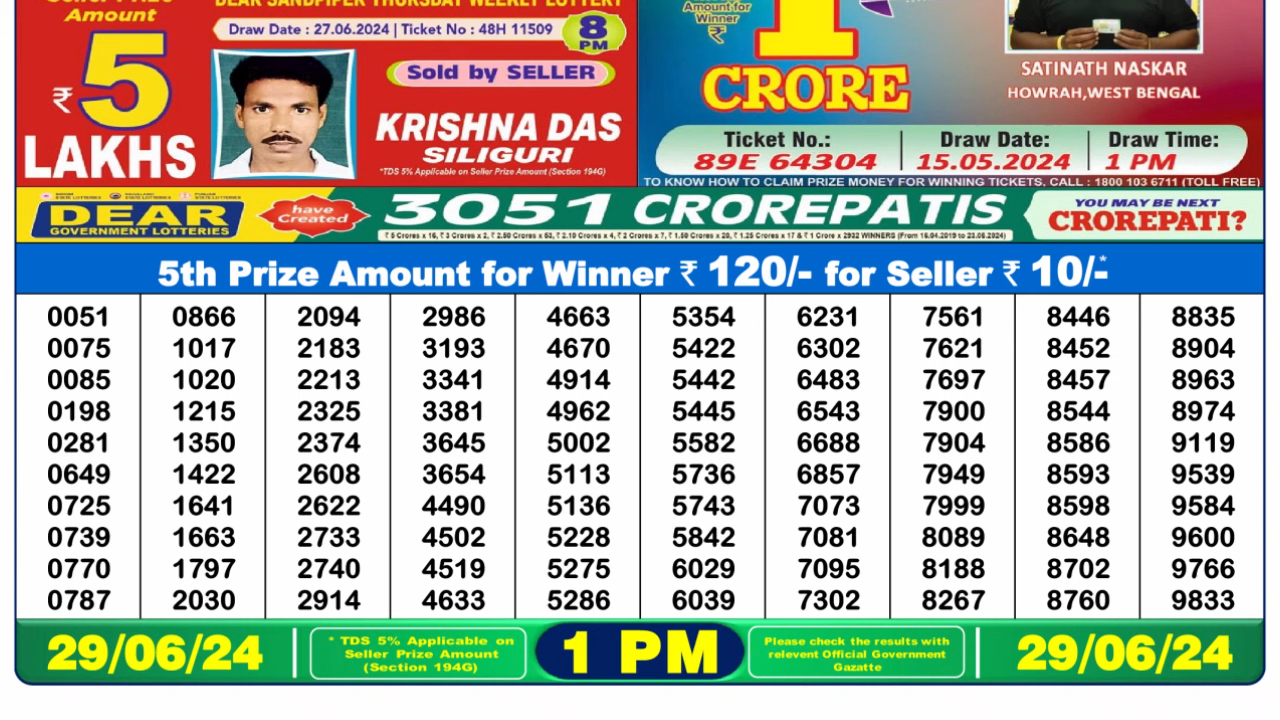 Amount
₹ 5
LAKHS
DEAR SANDPIPER THURSDAY WEEKLY LOTTERY
Draw Date : 27.06.2024 | Ticket No : 48H 11509
8 PM
Sold by SELLER
KRISHNA DAS
SILIGURI
*TDS 5% Applicable on Seller Prize Amount (Section 194G)
Amount for
Winner
₹
1
CRORE
SATINATH NASKAR
HOWRAH,WEST BENGAL
Ticket No.: Draw Date: Draw Time:
89E 64304 15.05.2024 1 PM
TO KNOW HOW TO CLAIM PRIZE MONEY FOR WINNING TICKETS, CALL : 1800 103 6711 (TOLL FREE)
DEAR
GOVERNMENT LOTTERIES
have
Created
3051 CROREPATIS
YOU MAY BE NEXT
CROREPATI?
5th Prize Amount for Winner ₹ 120/- for Seller ₹ 10/-*
0051 0866 2094 2986 4663 5354 6231 7561 8446 8835
0075 1017 2183 3193 4670 5422 6302 7621 8452 8904
0085 1020 2213 3341 4914 5442 6483 7697 8457 8963
0198 1215 2325 3381 4962 5445 6543 7900 8544 8974
0281 1350 2374 3645 5002 5582 6688 7904 8586 9119
0649 1422 2608 3654 5113 5736 6857 7949 8593 9539
0725 1641 2622 4490 5136 5743 7073 7999 8598 9584
0739 1663 2733 4502 5228 5842 7081 8089 8648 9600
0770 1797 2740 4519 5275 6029 7095 8188 8702 9766
0787 2030 2914 4633 5286 6039 7302 8267 8760 9833
29/06/24
* TDS 5% Applicable on
Seller Prize Amount
(Section 194G)
1 PM
Please check the results with
relevent Official Government
Gazatte
29/06/24